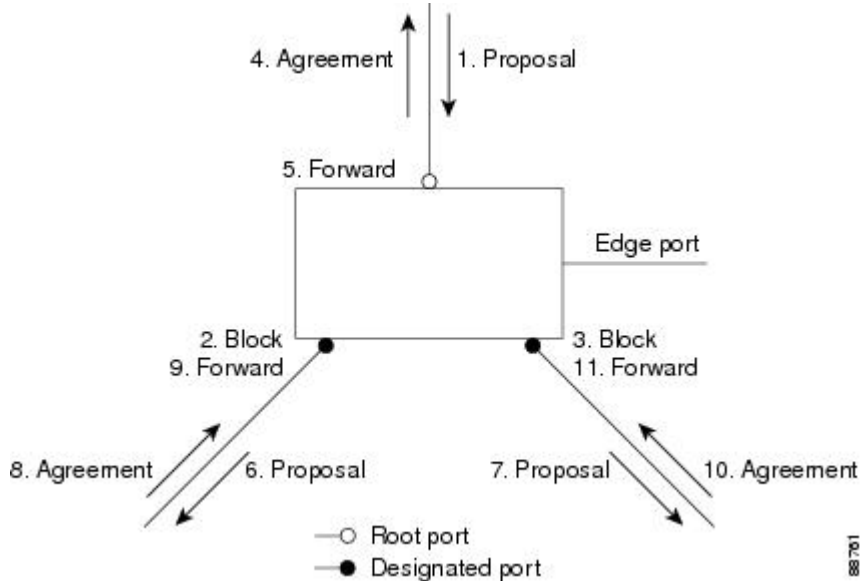 4. Agreement
1. Proposal
5. Forward
Edge port
2. Block
9. Forward
3. Block
11. Forward
8. Agreement
6. Proposal
7. Proposal
10. Agreement
Root port
Designated port
88761